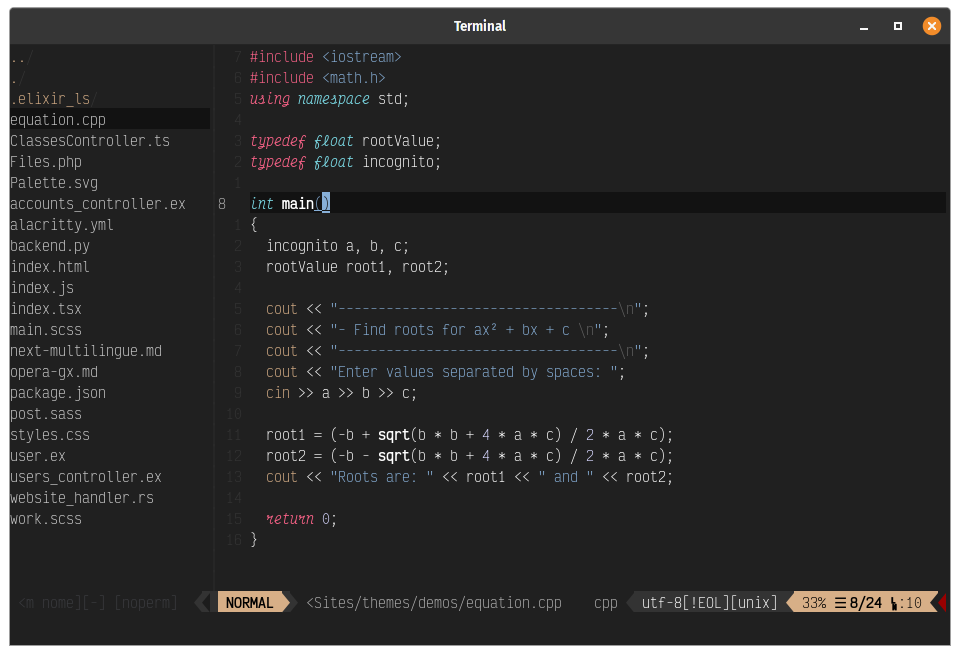 Terminal
../
./
.elixir_ls/
equation.cpp
ClassesController.ts
Files.php
Palette.svg
accounts_controller.ex
alacritty.yml
backend.py
index.html
index.js
index.tsx
main.scss
next-multilingue.md
opera-gx.md
package.json
post.sass
styles.css
user.ex
users_controller.ex
website_handler.rs
work.scss
<m nome][-] [noperm]
7 #include <iostream>
6 #include <math.h>
5 using namespace std;
4
3 typedef float rootValue;
2 typedef float incognito;
1
8 int main()
1 {
2   incognito a, b, c;
3   rootValue root1, root2;
4
5   cout << "-----------------------------------\n";
6   cout << "- Find roots for ax² + bx + c \n";
7   cout << "-----------------------------------\n";
8   cout << "Enter values separated by spaces: ";
9   cin >> a >> b >> c;
10
11   root1 = (-b + sqrt(b * b + 4 * a * c) / 2 * a * c);
12   root2 = (-b - sqrt(b * b + 4 * a * c) / 2 * a * c);
13   cout << "Roots are: " << root1 << " and " << root2;
14
15   return 0;
16 }
NORMAL <Sites/themes/demos/equation.cpp cpp utf-8[!EOL][unix] 33% ☰ 8/24 :10